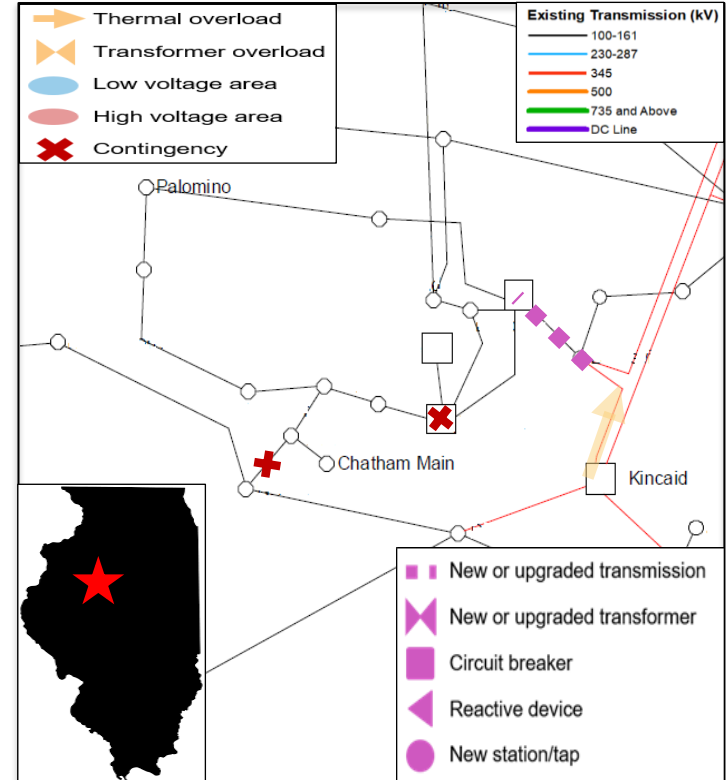 Thermal overload
Transformer overload
Low voltage area
High voltage area
Contingency
Existing Transmission (kV)
100-161
230-287
345
500
735 and Above
DC Line
Palomino
Chatham Main
Kincaid
New or upgraded transmission
New or upgraded transformer
Circuit breaker
Reactive device
New station/tap